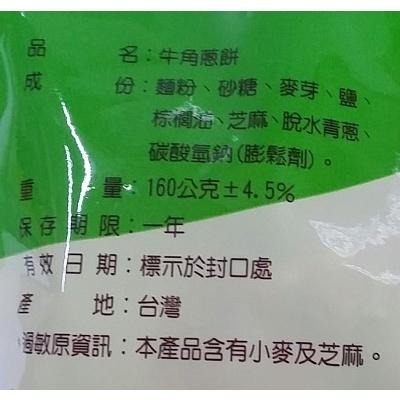 品 名：牛角蔥餅
成 份：麵粉、砂糖、麥芽、鹽、
棕櫚油、芝麻、脫水青蔥、
碳酸氫鈉(膨鬆劑)。
重 量：160公克±4.5%
保存期限：一年
有效日期：標示於封口處
產 地：台灣
過敏原資訊：本產品含有小麥及芝麻。